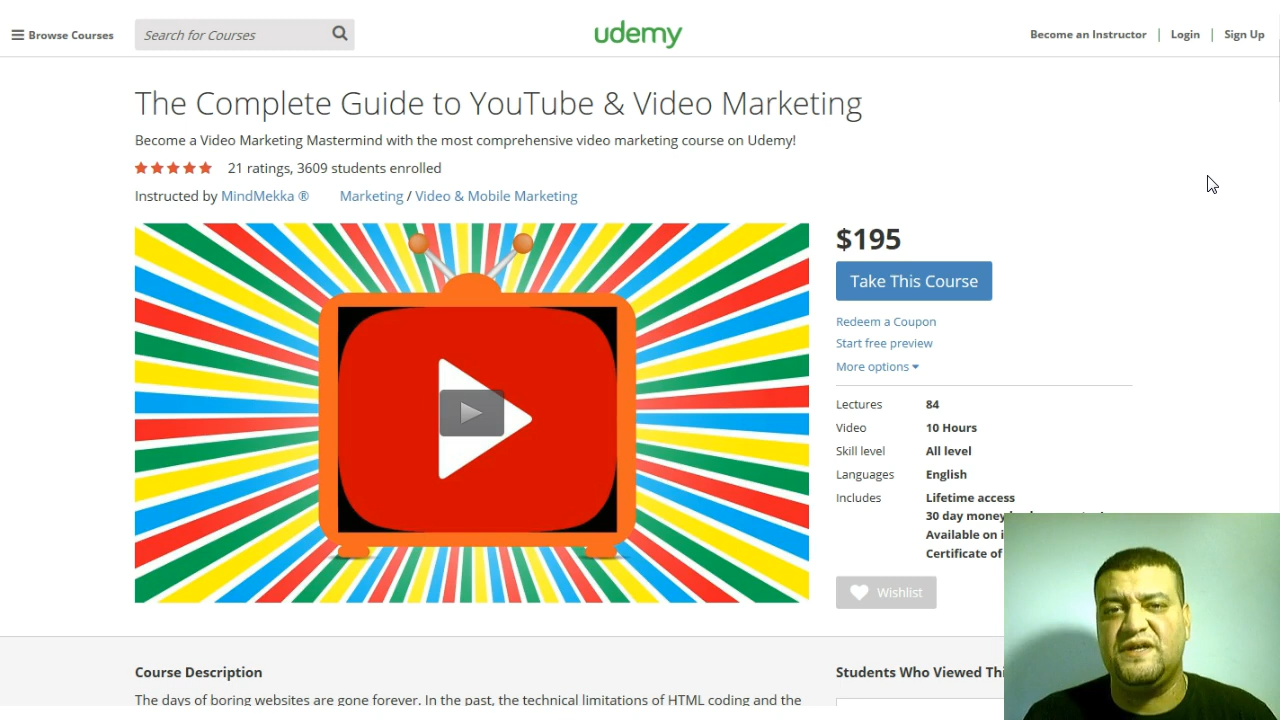 Browse Courses
Search for Courses
udemy
Become an Instructor | Login | Sign Up
The Complete Guide to YouTube & Video Marketing
Become a Video Marketing Mastermind with the most comprehensive video marketing course on Udemy!
21 ratings, 3609 students enrolled
Instructed by MindMekka ® Marketing / Video & Mobile Marketing
$195
Take This Course
Redeem a Coupon
Start free preview
More options
Lectures 84
Video 10 Hours
Skill level All level
Languages English
Includes Lifetime access
30 day money
Available on
Certificate of
Wishlist
Course Description
The days of boring websites are gone forever. In the past, the technical limitations of HTML coding and the
Students Who Viewed